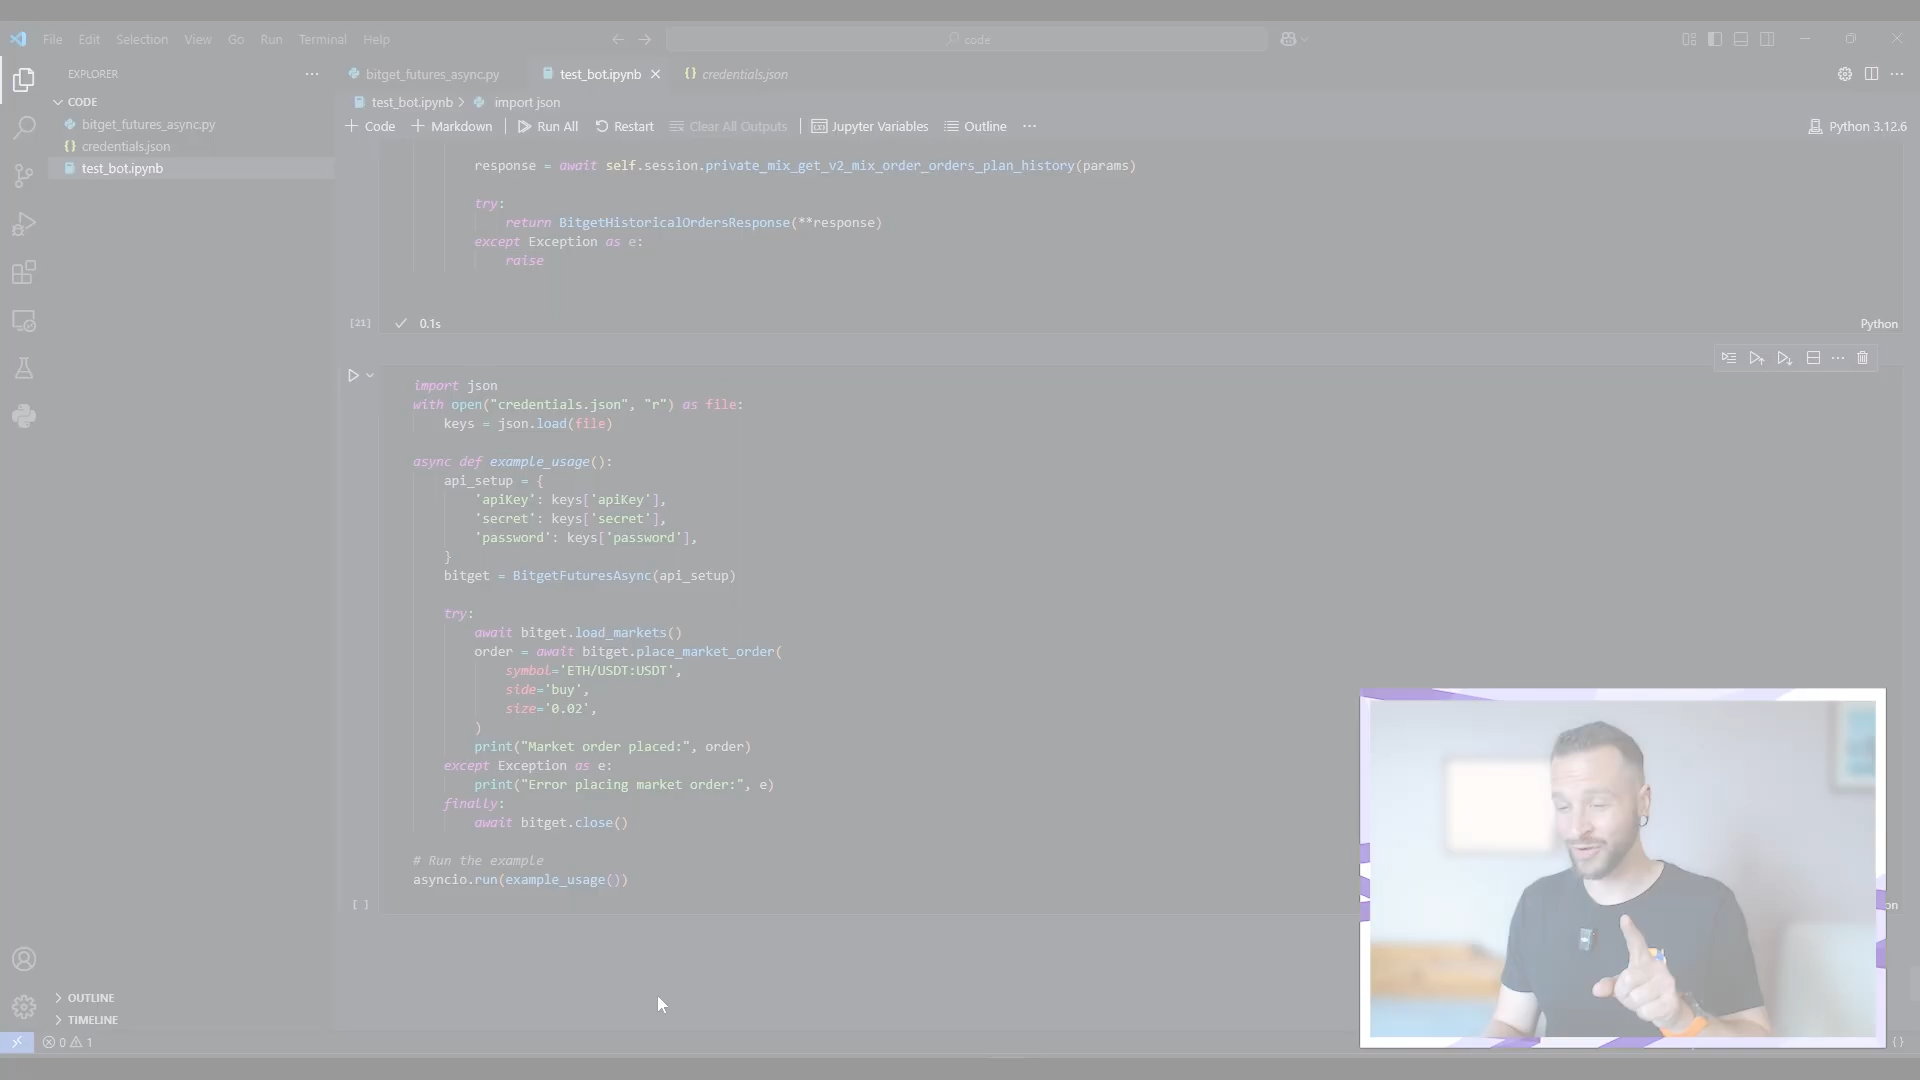 File Edit Selection View Go Run Terminal Help
code
EXPLORER
CODE
bitget_futures_async.py
credentials.json
test_bot.ipynb
OUTLINE
TIMELINE
0 1
bitget_futures_async.py test_bot.ipynb credentials.json
test_bot.ipynb > import json
+ Code + Markdown Run All Restart Clear All Outputs Jupyter Variables Outline ...
Python 3.12.6
response = await self.session.private_mix_get_v2_mix_order_orders_plan_history(params)
try:
return BitgetHistoricalOrdersResponse(**response)
except Exception as e:
raise
[21] 0.1s Python
import json
with open("credentials.json", "r") as file:
keys = json.load(file)
async def example_usage():
api_setup = {
'apiKey': keys['apiKey'],
'secret': keys['secret'],
'password': keys['password'],
}
bitget = BitgetFuturesAsync(api_setup)
try:
await bitget.load_markets()
order = await bitget.place_market_order(
symbol='ETH/USDT:USDT',
side='buy',
size='0.02',
)
print("Market order placed:", order)
except Exception as e:
print("Error placing market order:", e)
finally:
await bitget.close()
# Run the example
asyncio.run(example_usage())
[ ]